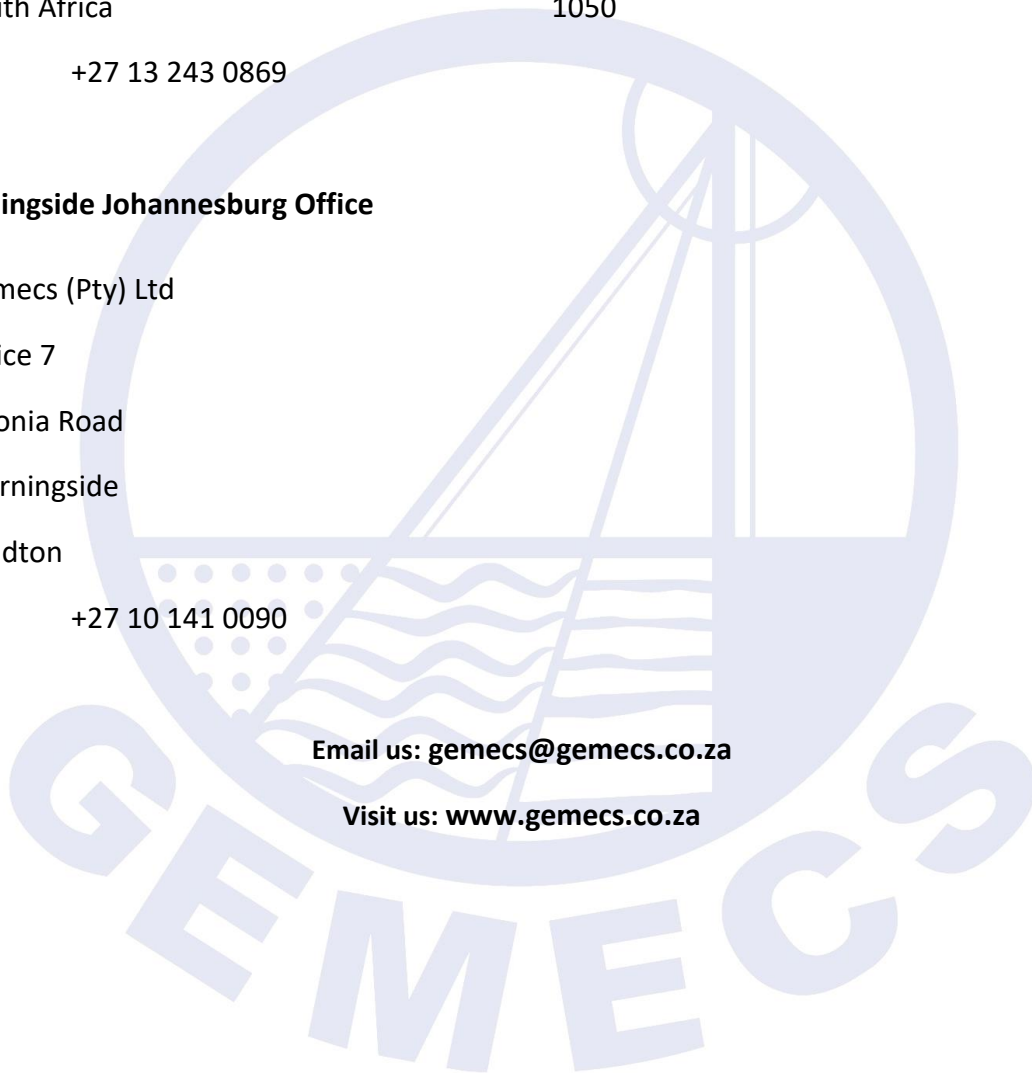 uth Africa 1050
+27 13 243 0869
ingside Johannesburg Office
mecs (Pty) Ltd
ice 7
onia Road
rningside
dton
+27 10 141 0090
Email us: gemecs@gemecs.co.za
Visit us: www.gemecs.co.za
GEMECS